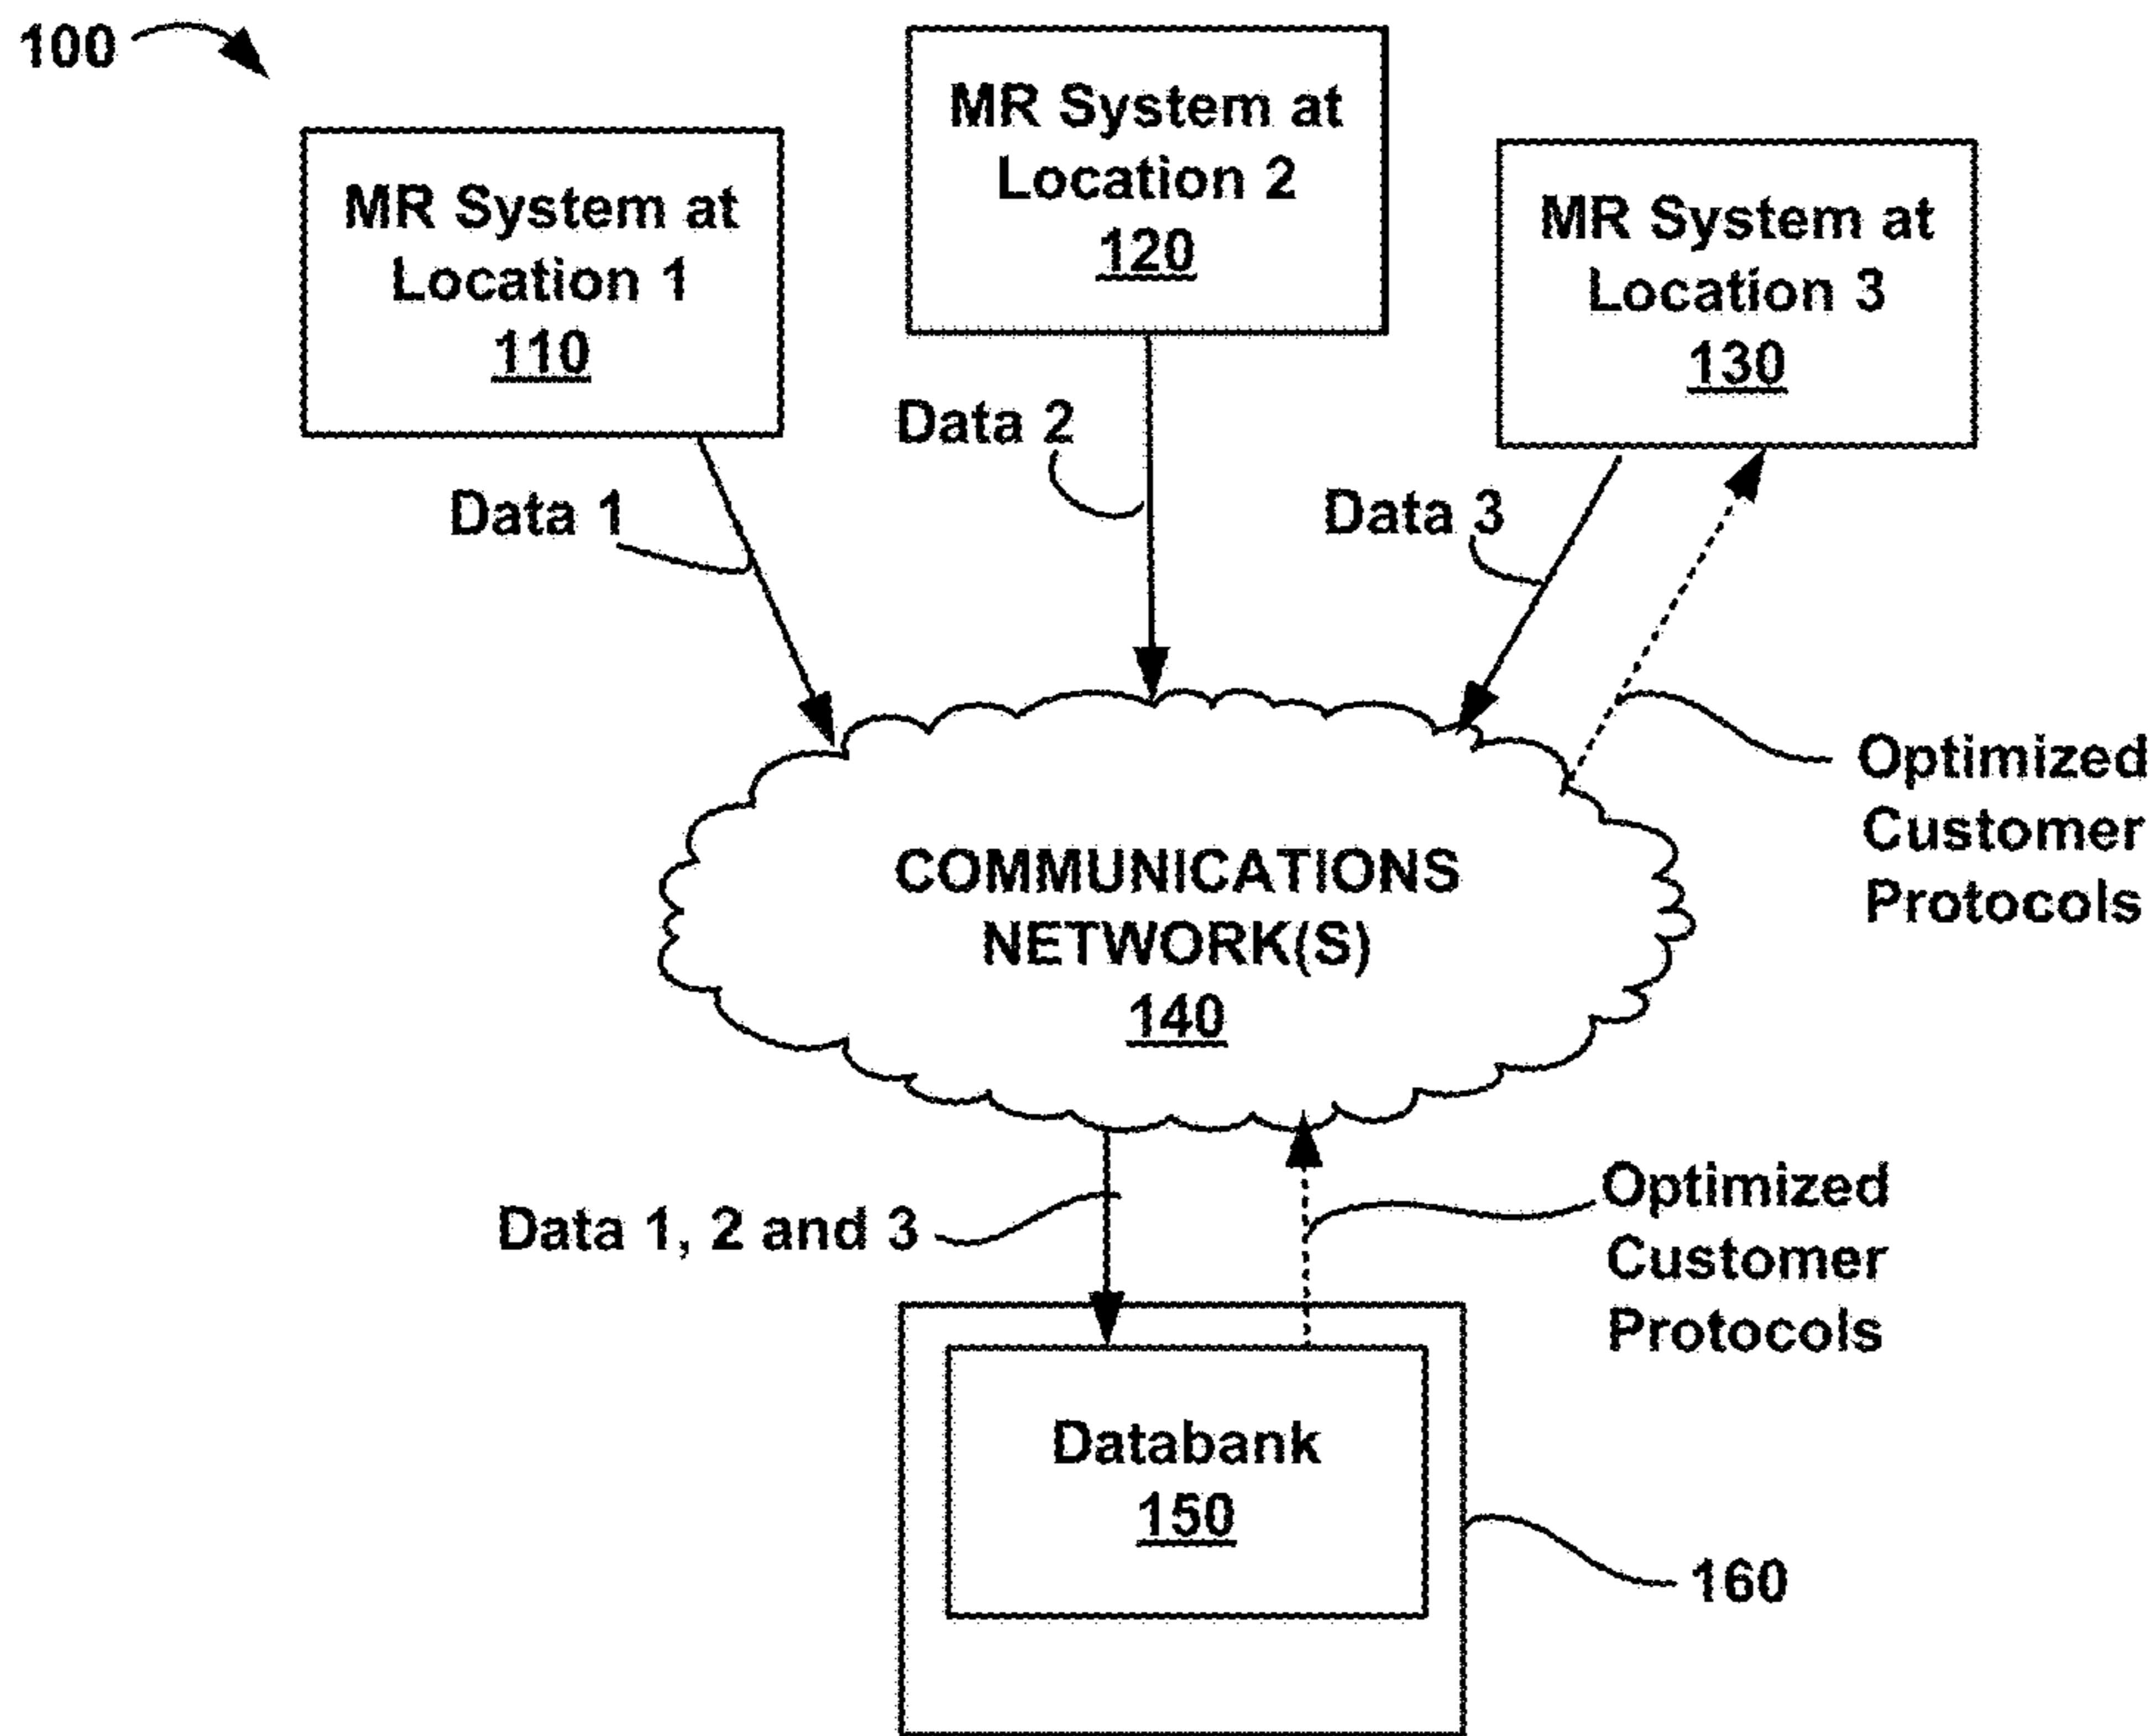 100
MR System at
Location 1
110
MR System at
Location 2
120
MR System at
Location 3
130
Data 1
Data 2
Data 3
Optimized
Customer
Protocols
COMMUNICATIONS
NETWORK(S)
140
Data 1, 2 and 3
Optimized
Customer
Protocols
Databank
150
160